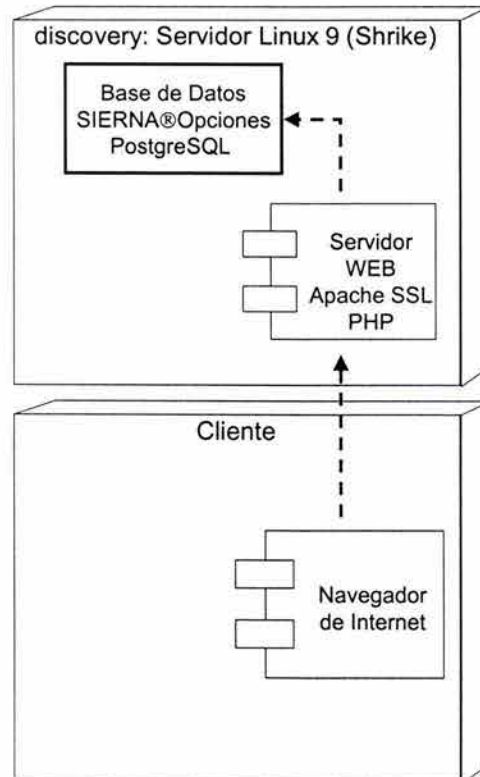 discovery: Servidor Linux 9 (Shrike)
Base de Datos
SIERNA®Opciones
PostgreSQL
Servidor
WEB
Apache SSL
PHP
Cliente
Navegador
de Internet